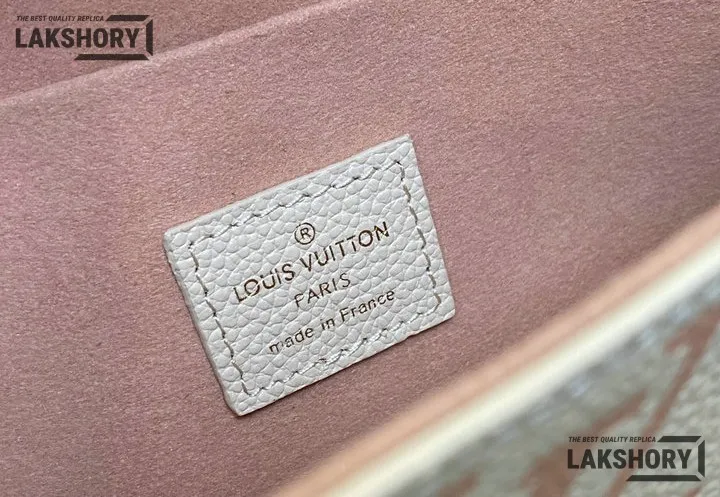 THE BEST QUALITY REPLICA
LAKSHORY
®
LOUIS VUITTON
PARIS
made in France
THE BEST QUALITY REPLICA
LAKSHORY